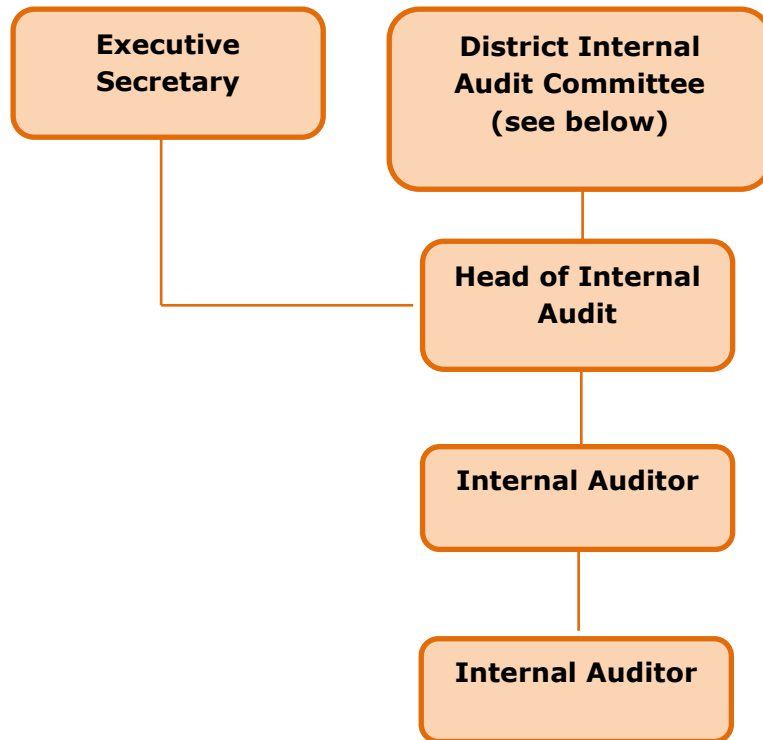 Executive
Secretary
District Internal
Audit Committee
(see below)
Head of Internal
Audit
Internal Auditor
Internal Auditor